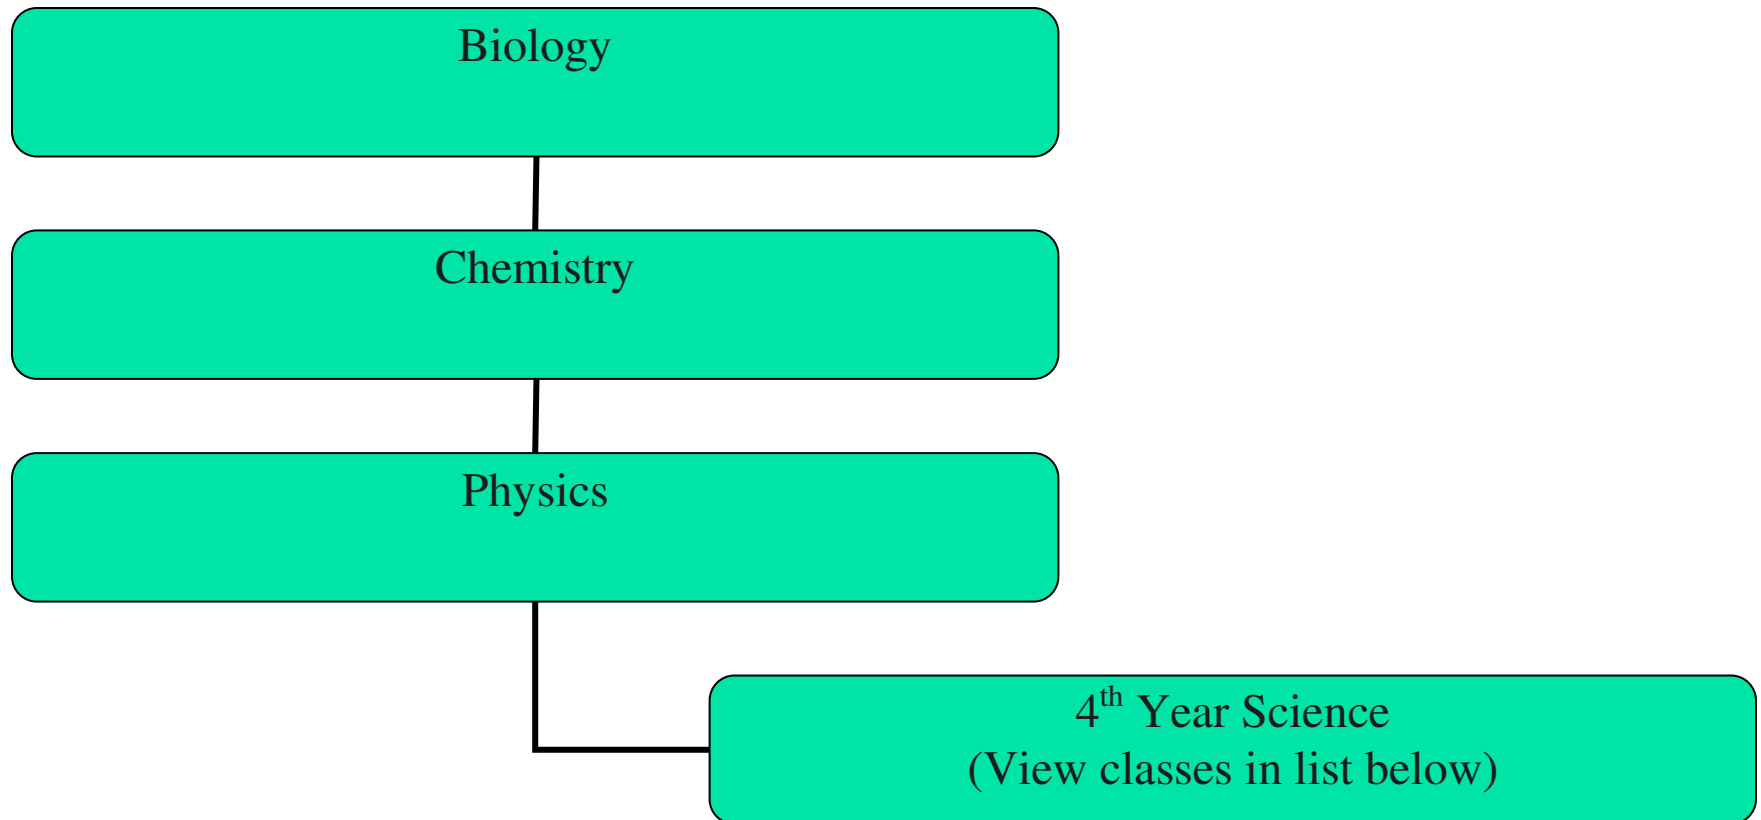 Biology
Chemistry
Physics
4th Year Science
(View classes in list below)